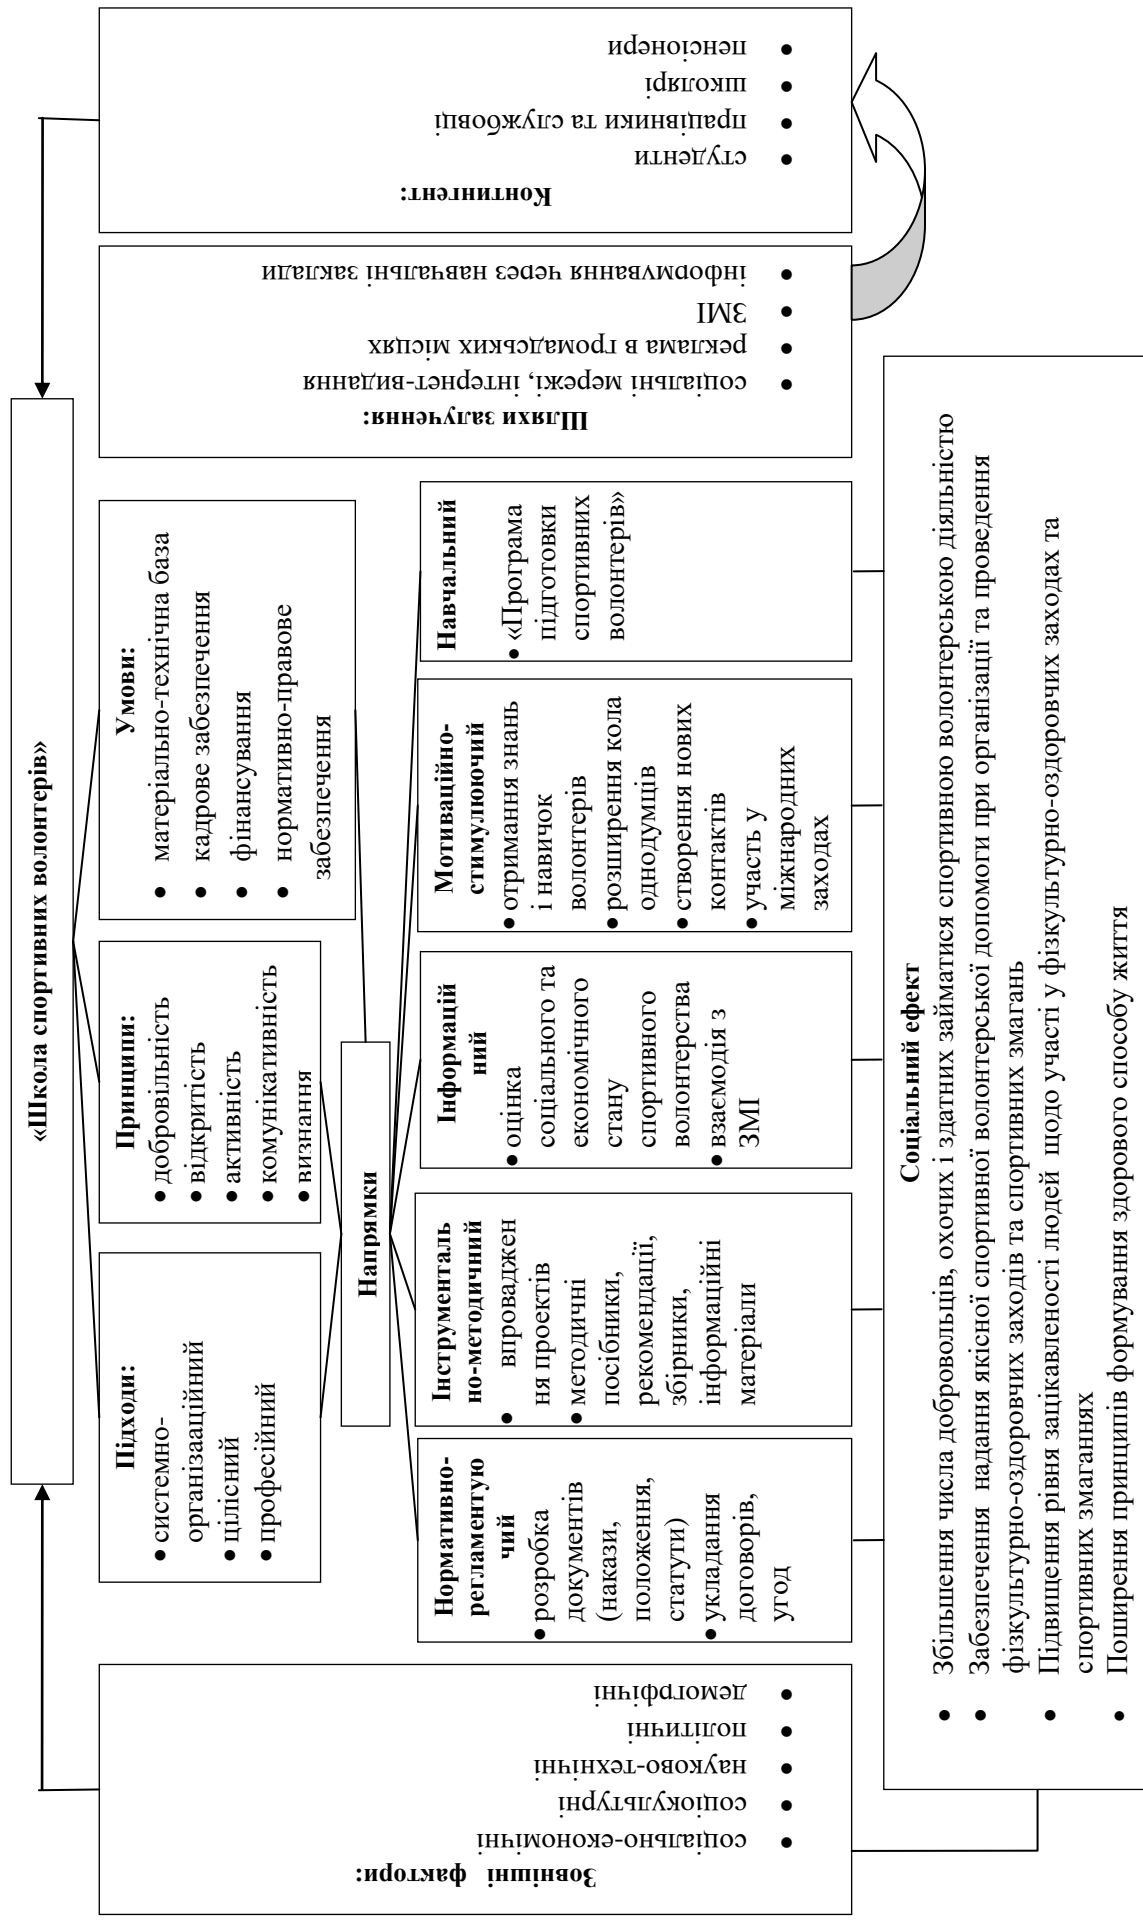 «Школа спортивних волонтерів»
Підходи:
• системно-
організааційний
• цілісний
• професійний
Принципи:
• добровільність
• відкритість
• активність
• комунікативність
• визнання
Умови:
• матеріально-технічна база
• кадрове забезпечення
• фінансування
• нормативно-правове
забезпечення
Напрямки
Зовнішні фактори:
• соціально-економічні
• соціокультурні
• науково-технічні
• політичні
• демогрфічні
Нормативно-
регламентую
чий
• розробка
документів
(накази,
положення,
статути)
• укладання
договорів,
угод
Інструменталь
но-методичний
• впроваджен
ня проектів
• методичні
посібники,
рекомендації,
збірники,
інформаційні
матеріали
Інформацій
ний
• оцінка
соціального та
економічного
стану
спортивного
волонтерства
• взаємодія з
ЗМІ
Мотиваційно-
стимулюючий
• отримання знань
і навичок
волонтерів
• розширення кола
однодумців
• створення нових
контактів
• участь у
міжнародних
заходах
Навчальний
• «Програма
підготовки
спортивних
волонтерів»
Шляхи залучення:
• соціальні мережі, інтернет-видання
• реклама в громадських місцях
• ЗМІ
• інформування через навчальні заклади
Контингент:
• студенти
• працівники та службовці
• школярі
• пенсіонери
Соціальний ефект
• Збільшення числа добровольців, охочих і здатних займатися спортивною волонтерською діяльністю
• Забезпечення надання якісної спортивної волонтерської допомоги при організації та проведенні
фізкультурно-оздоровчих заходів та спортивних змагань
• Підвищення рівня зацікавленості людей щодо участі у фізкультурно-оздоровчих заходах та
спортивних змаганнях
• Поширення принципів формування здорового способу життя